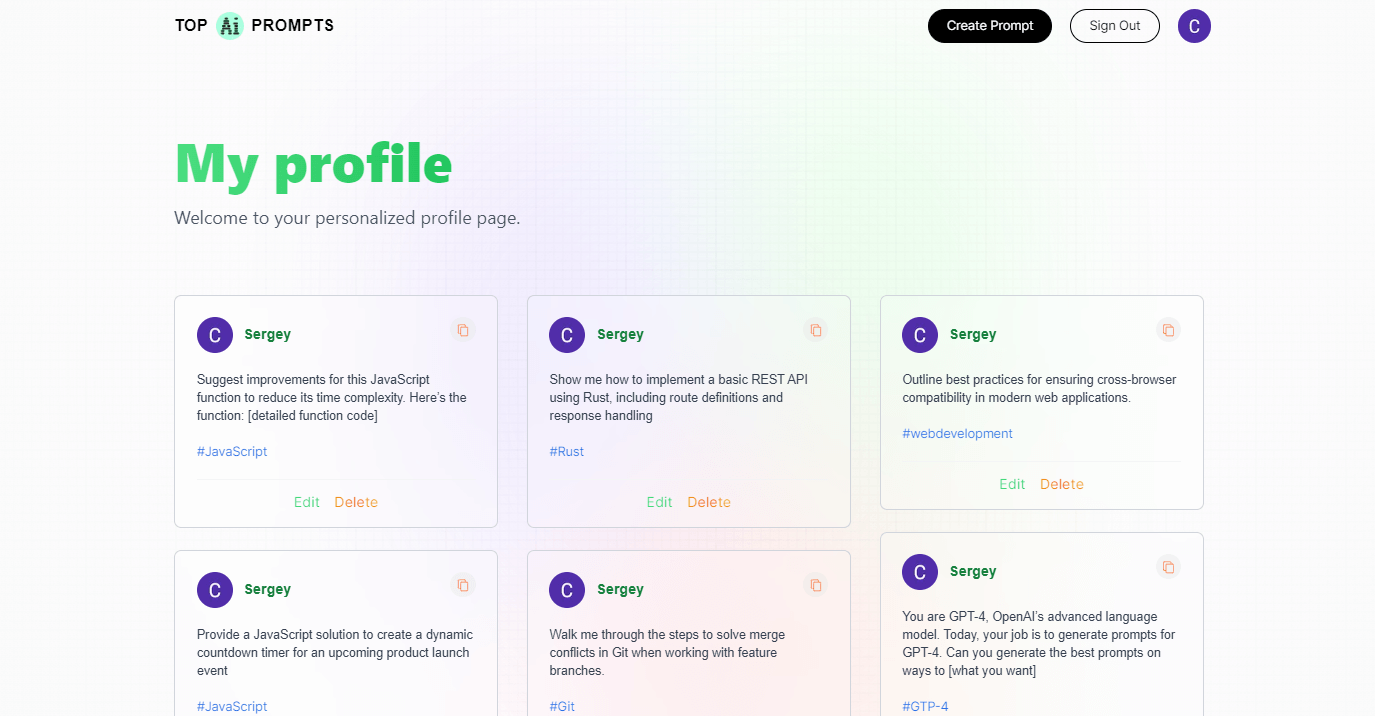 TOP Ai PROMPTS
Create Prompt
Sign Out
C
My profile
Welcome to your personalized profile page.
C
Sergey
Suggest improvements for this JavaScript
function to reduce its time complexity. Here's the
function: [detailed function code]
#JavaScript
Edit
Delete
C
Sergey
Show me how to implement a basic REST API
using Rust, including route definitions and
response handling
#Rust
Edit
Delete
C
Sergey
Outline best practices for ensuring cross-browser
compatibility in modern web applications.
#webdevelopment
Edit
Delete
C
Sergey
Provide a JavaScript solution to create a dynamic
countdown timer for an upcoming product launch
event
#JavaScript
C
Sergey
Walk me through the steps to solve merge
conflicts in Git when working with feature
branches.
#Git
C
Sergey
You are GPT-4, OpenAI's advanced language
model. Today, your job is to generate prompts for
GPT-4. Can you generate the best prompts on
ways to [what you want]
#GTP-4